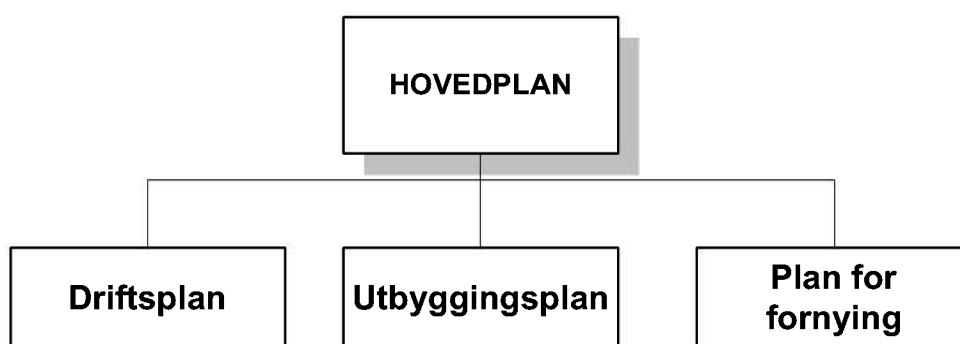 HOVEDPLAN
Driftsplan
Utbyggingsplan
Plan for
fornying